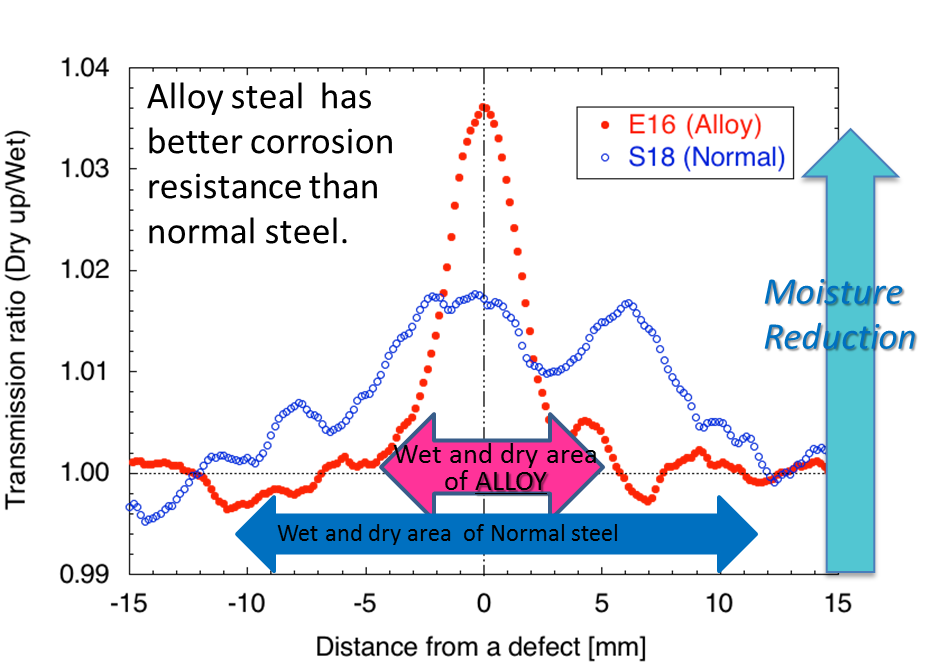 Alloy steal has
better corrosion
resistance than
normal steel.
E16 (Alloy)
S18 (Normal)
Moisture
Reduction
Wet and dry area
of ALLOY
Wet and dry area of Normal steel
Transmission ratio (Dry up/Wet)
1.04
1.03
1.02
1.01
1.00
0.99
-15 -10 -5 0 5 10 15
Distance from a defect [mm]